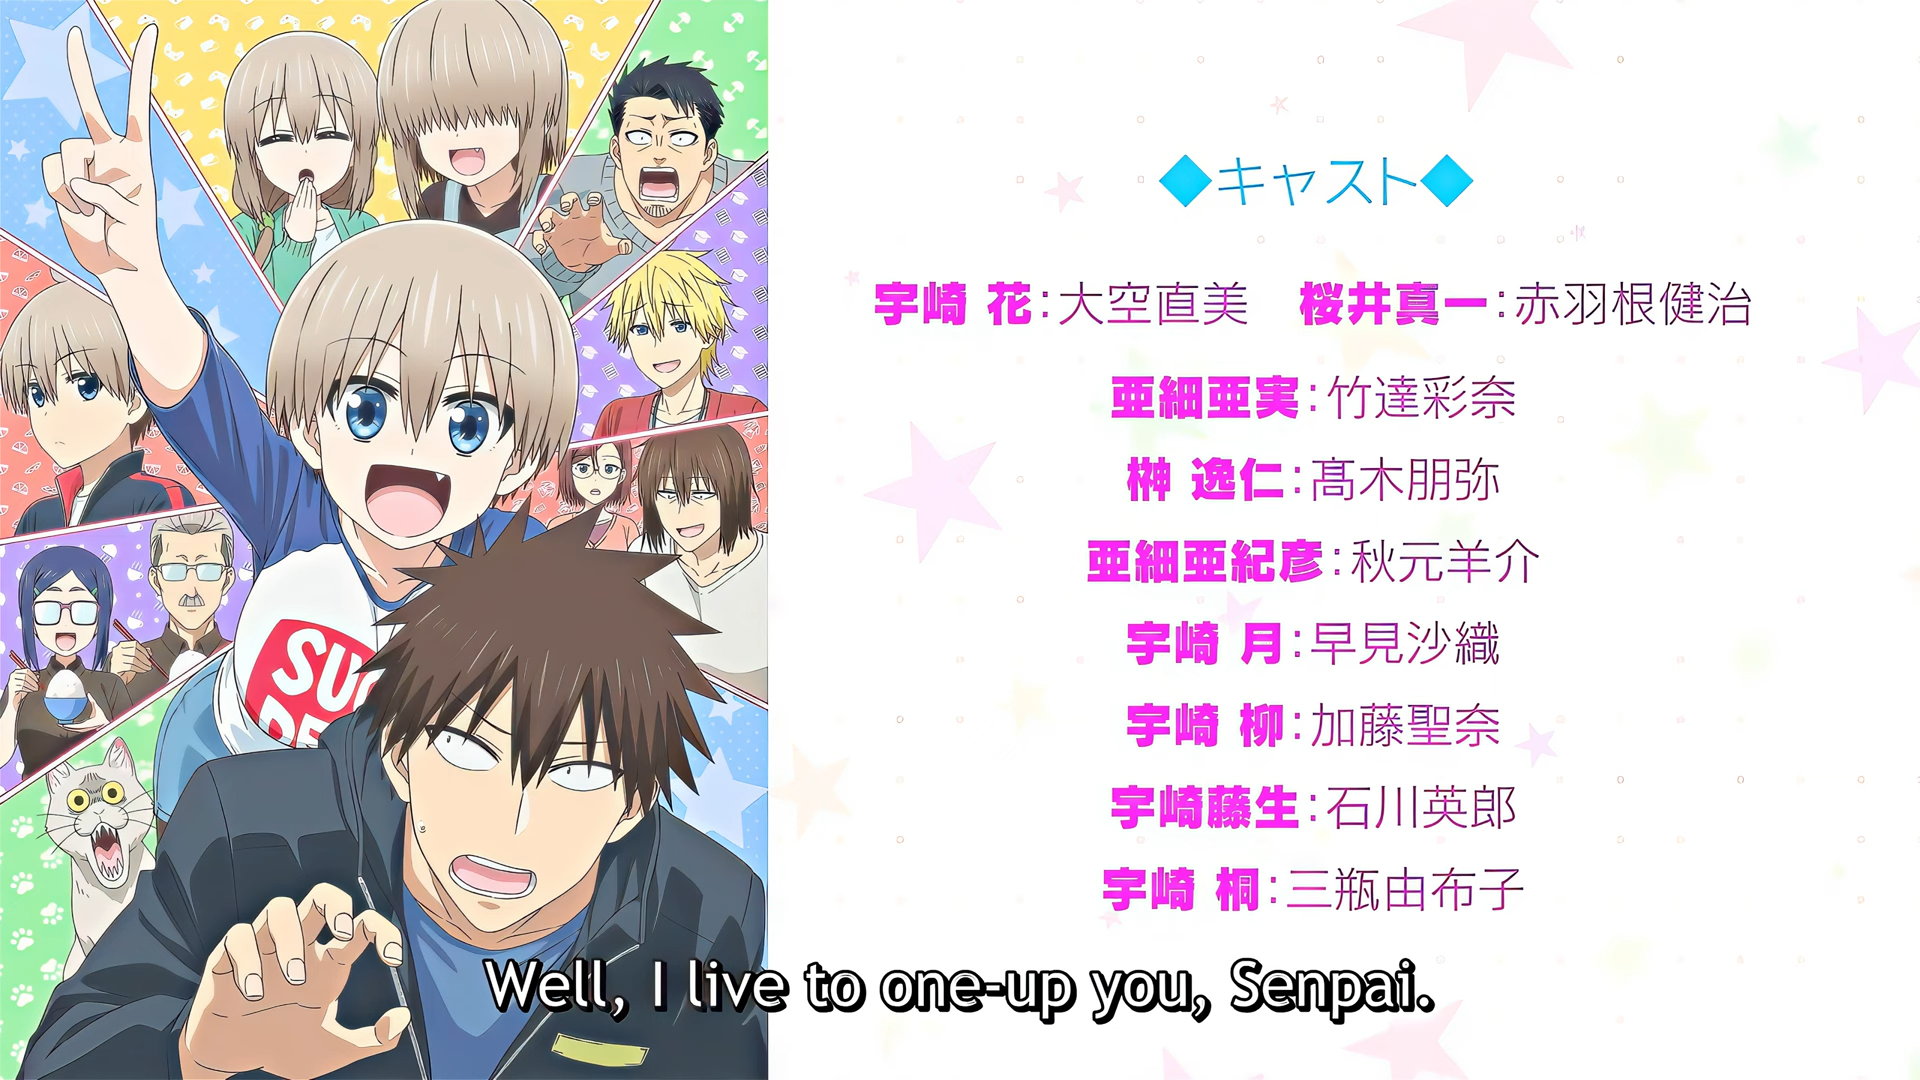 ◆キャスト◆
宇崎 花:大空直美 桜井真一:赤羽根健治
亜細亜実:竹達彩奈
榊 逸仁:髙木朋弥
亜細亜紀彦:秋元羊介
宇崎 月:早見沙織
宇崎 柳:加藤聖奈
宇崎藤生:石川英郎
宇崎 桐:三瓶由布子
SU
Well, I live to one-up you, Senpai.